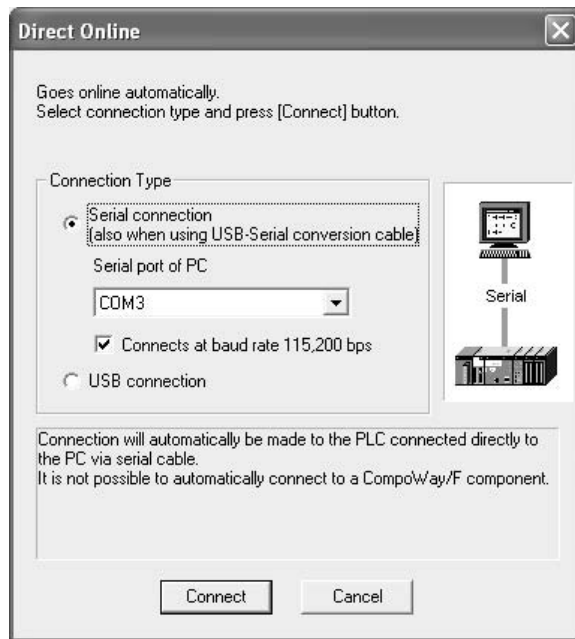 Direct Online
Goes online automatically.
Select connection type and press [Connect] button.
Connection Type
Serial connection
(also when using USB-Serial conversion cable)
Serial port of PC
COM3
Connects at baud rate 115,200 bps
USB connection
Serial
Connection will automatically be made to the PLC connected directly to
the PC via serial cable.
It is not possible to automatically connect to a CompoWay/F component.
Connect
Cancel